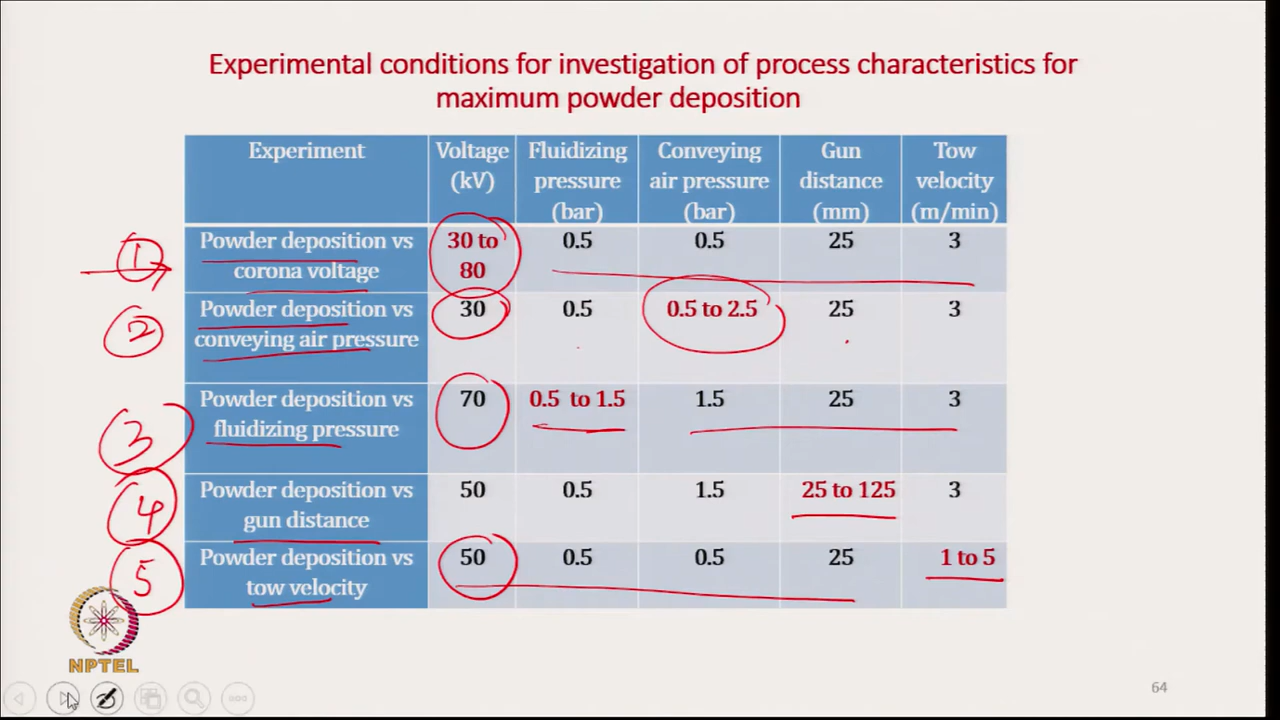 Experimental conditions for investigation of process characteristics for
maximum powder deposition
Experiment Voltage (kV) Fluidizing pressure (bar) Conveying air pressure (bar) Gun distance (mm) Tow velocity (m/min)
1 Powder deposition vs corona voltage 30 to 80 0.5 0.5 25 3
2 Powder deposition vs conveying air pressure 30 0.5 0.5 to 2.5 25 3
3 Powder deposition vs fluidizing pressure 70 0.5 to 1.5 1.5 25 3
4 Powder deposition vs gun distance 50 0.5 1.5 25 to 125 3
5 Powder deposition vs tow velocity 50 0.5 0.5 25 1 to 5
NPTEL
64